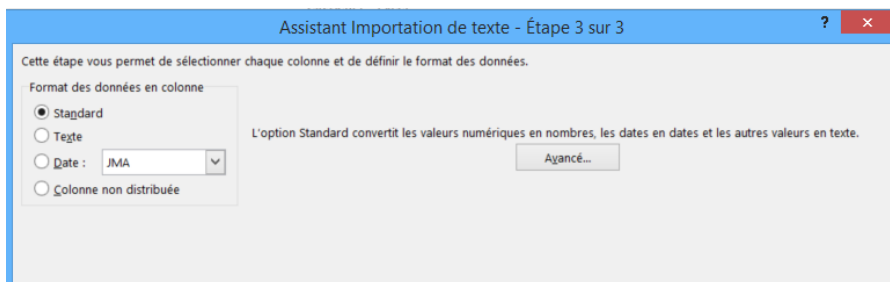 Assistant Importation de texte - Étape 3 sur 3
?
Cette étape vous permet de sélectionner chaque colonne et de définir le format des données.
Format des données en colonne
Standard
Texte
Date : JMA
Colonne non distribuée
L'option Standard convertit les valeurs numériques en nombres, les dates en dates et les autres valeurs en texte.
Avancé...